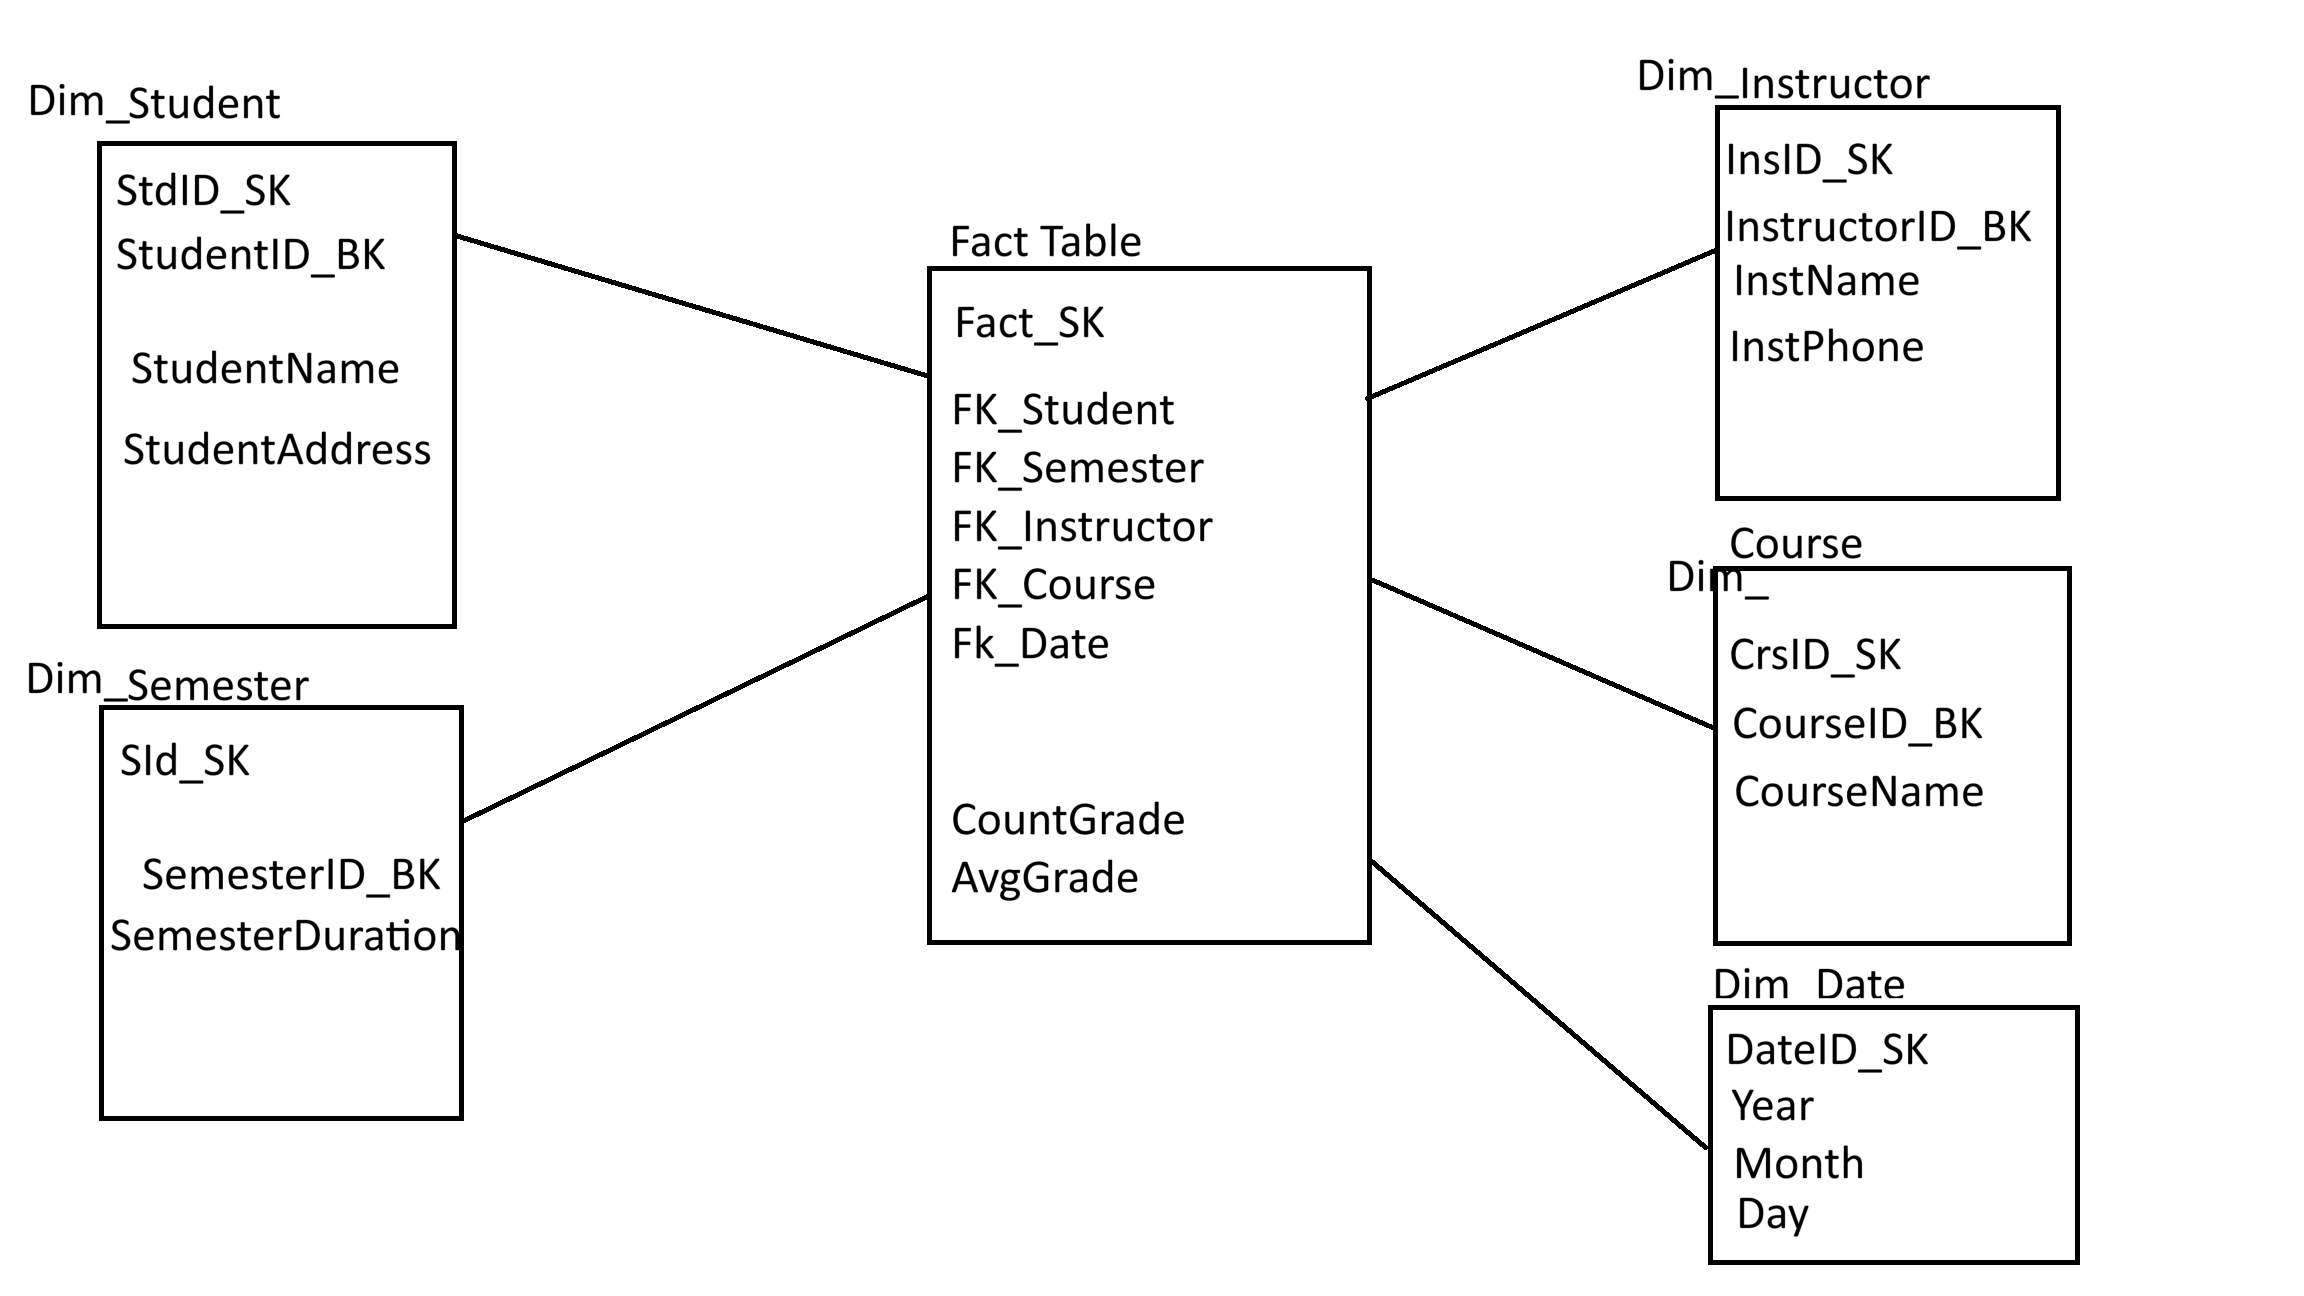 Dim_Student
StdID_SK
StudentID_BK
StudentName
StudentAddress
Dim_Semester
SId_SK
SemesterID_BK
SemesterDuration
Fact Table
Fact_SK
FK_Student
FK_Semester
FK_Instructor
FK_Course
Fk_Date
CountGrade
AvgGrade
Dim_Instructor
InsID_SK
InstructorID_BK
InstName
InstPhone
Course
Dim_
CrsID_SK
CourseID_BK
CourseName
Dim_Date
DateID_SK
Year
Month
Day